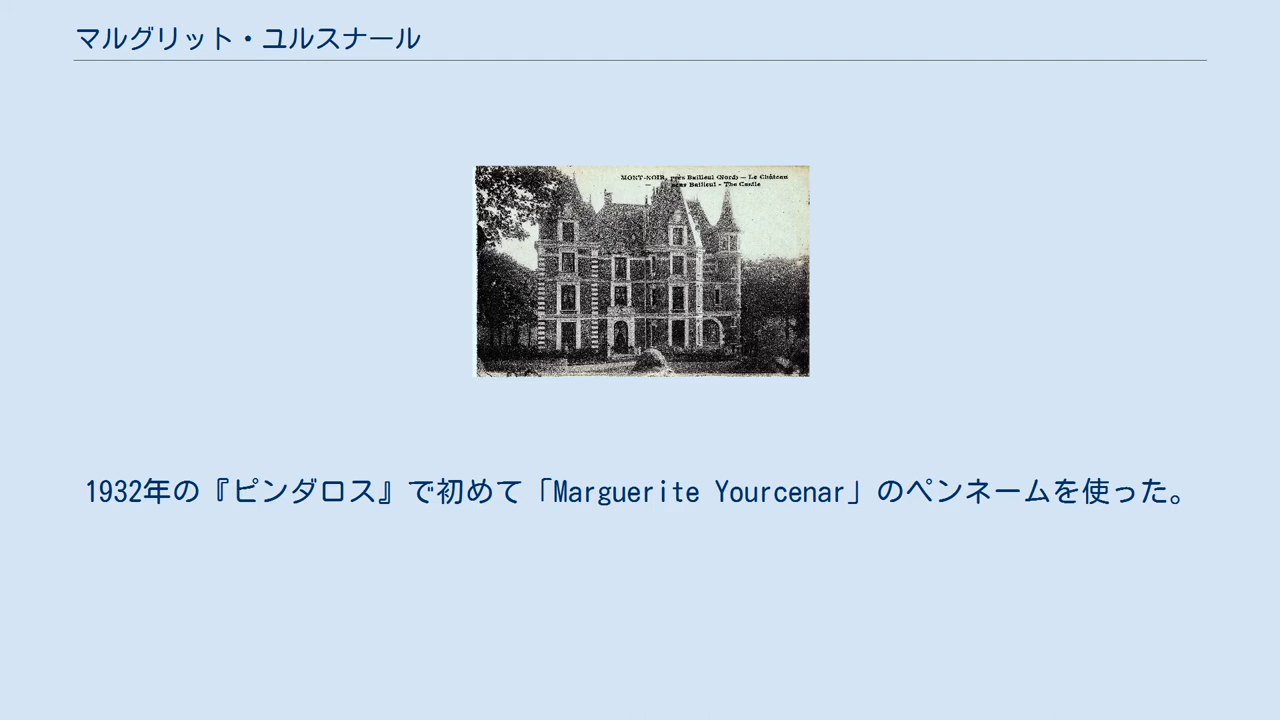 マルグリット・ユルスナール
MONT-NOIR, près Bailleul (Nord) — Le Château
— near Bailleul - The Castle
1932年の『ピンダロス』で初めて「Marguerite Yourcenar」のペンネームを使った。